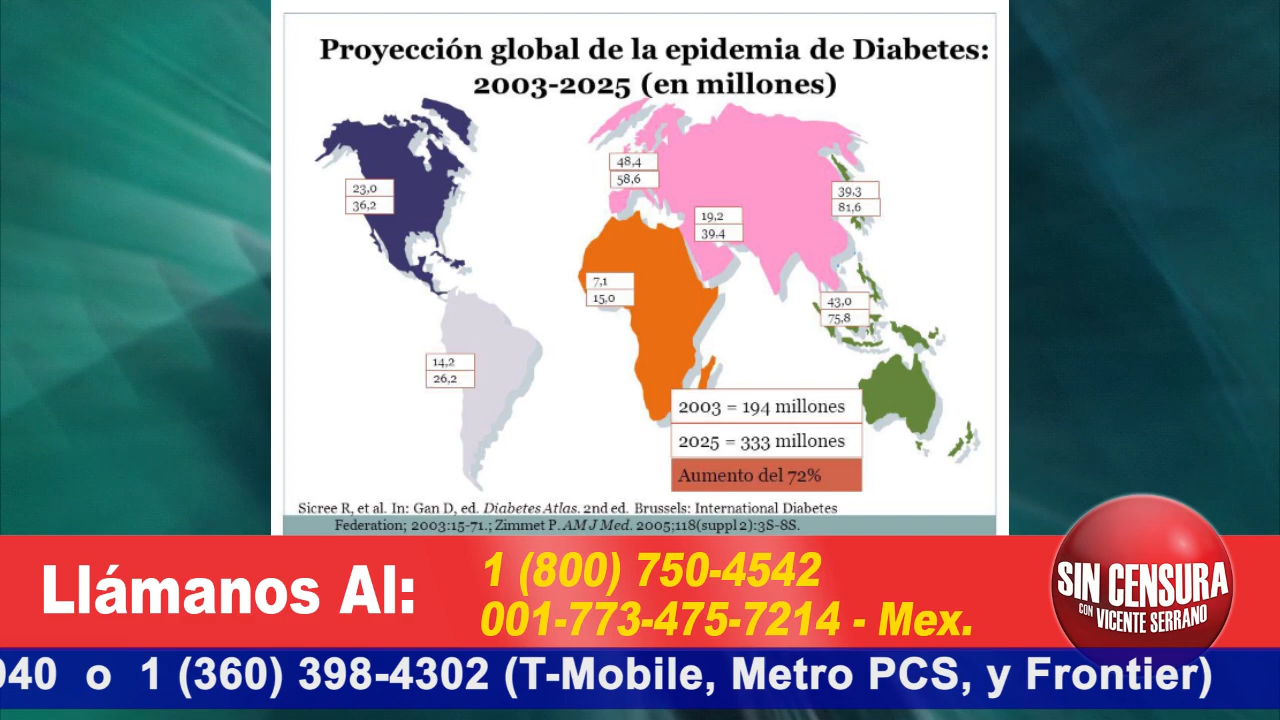 Proyección global de la epidemia de Diabetes:
2003-2025 (en millones)
23,0
36,2
48,4
58,6
19,2
39,4
39,3
81,6
7,1
15,0
43,0
75,8
14,2
26,2
2003 = 194 millones
2025 = 333 millones
Aumento del 72%
Sicree R, et al. In: Gan D, ed. Diabetes Atlas. 2nd ed. Brussels: International Diabetes
Federation; 2003:15-71.; Zimmet P. AM J Med. 2005;118(suppl 2):3S-8S.
Llámanos Al:
1 (800) 750-4542
001-773-475-7214 - Mex.
SIN CENSURA
CON VICENTE SERRANO
040 o 1 (360) 398-4302 (T-Mobile, Metro PCS, y Frontier)